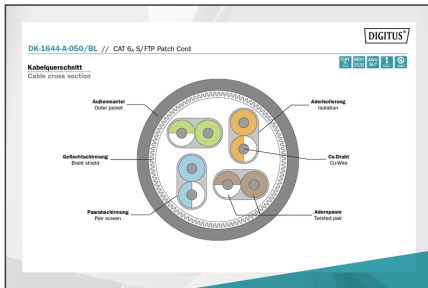 DIGITUS®
DK-1644-A-050/BL // CAT 6A S/FTP Patch Cord
Kabelquerschnitt
Cable cross section
Außenmantel
Outer jacket
Aderisolierung
Isolation
Geflechtschirmung
Braid shield
Cu-Draht
Cu-Wire
Paarabschirmung
Pair screen
Adernpaare
Twisted pair